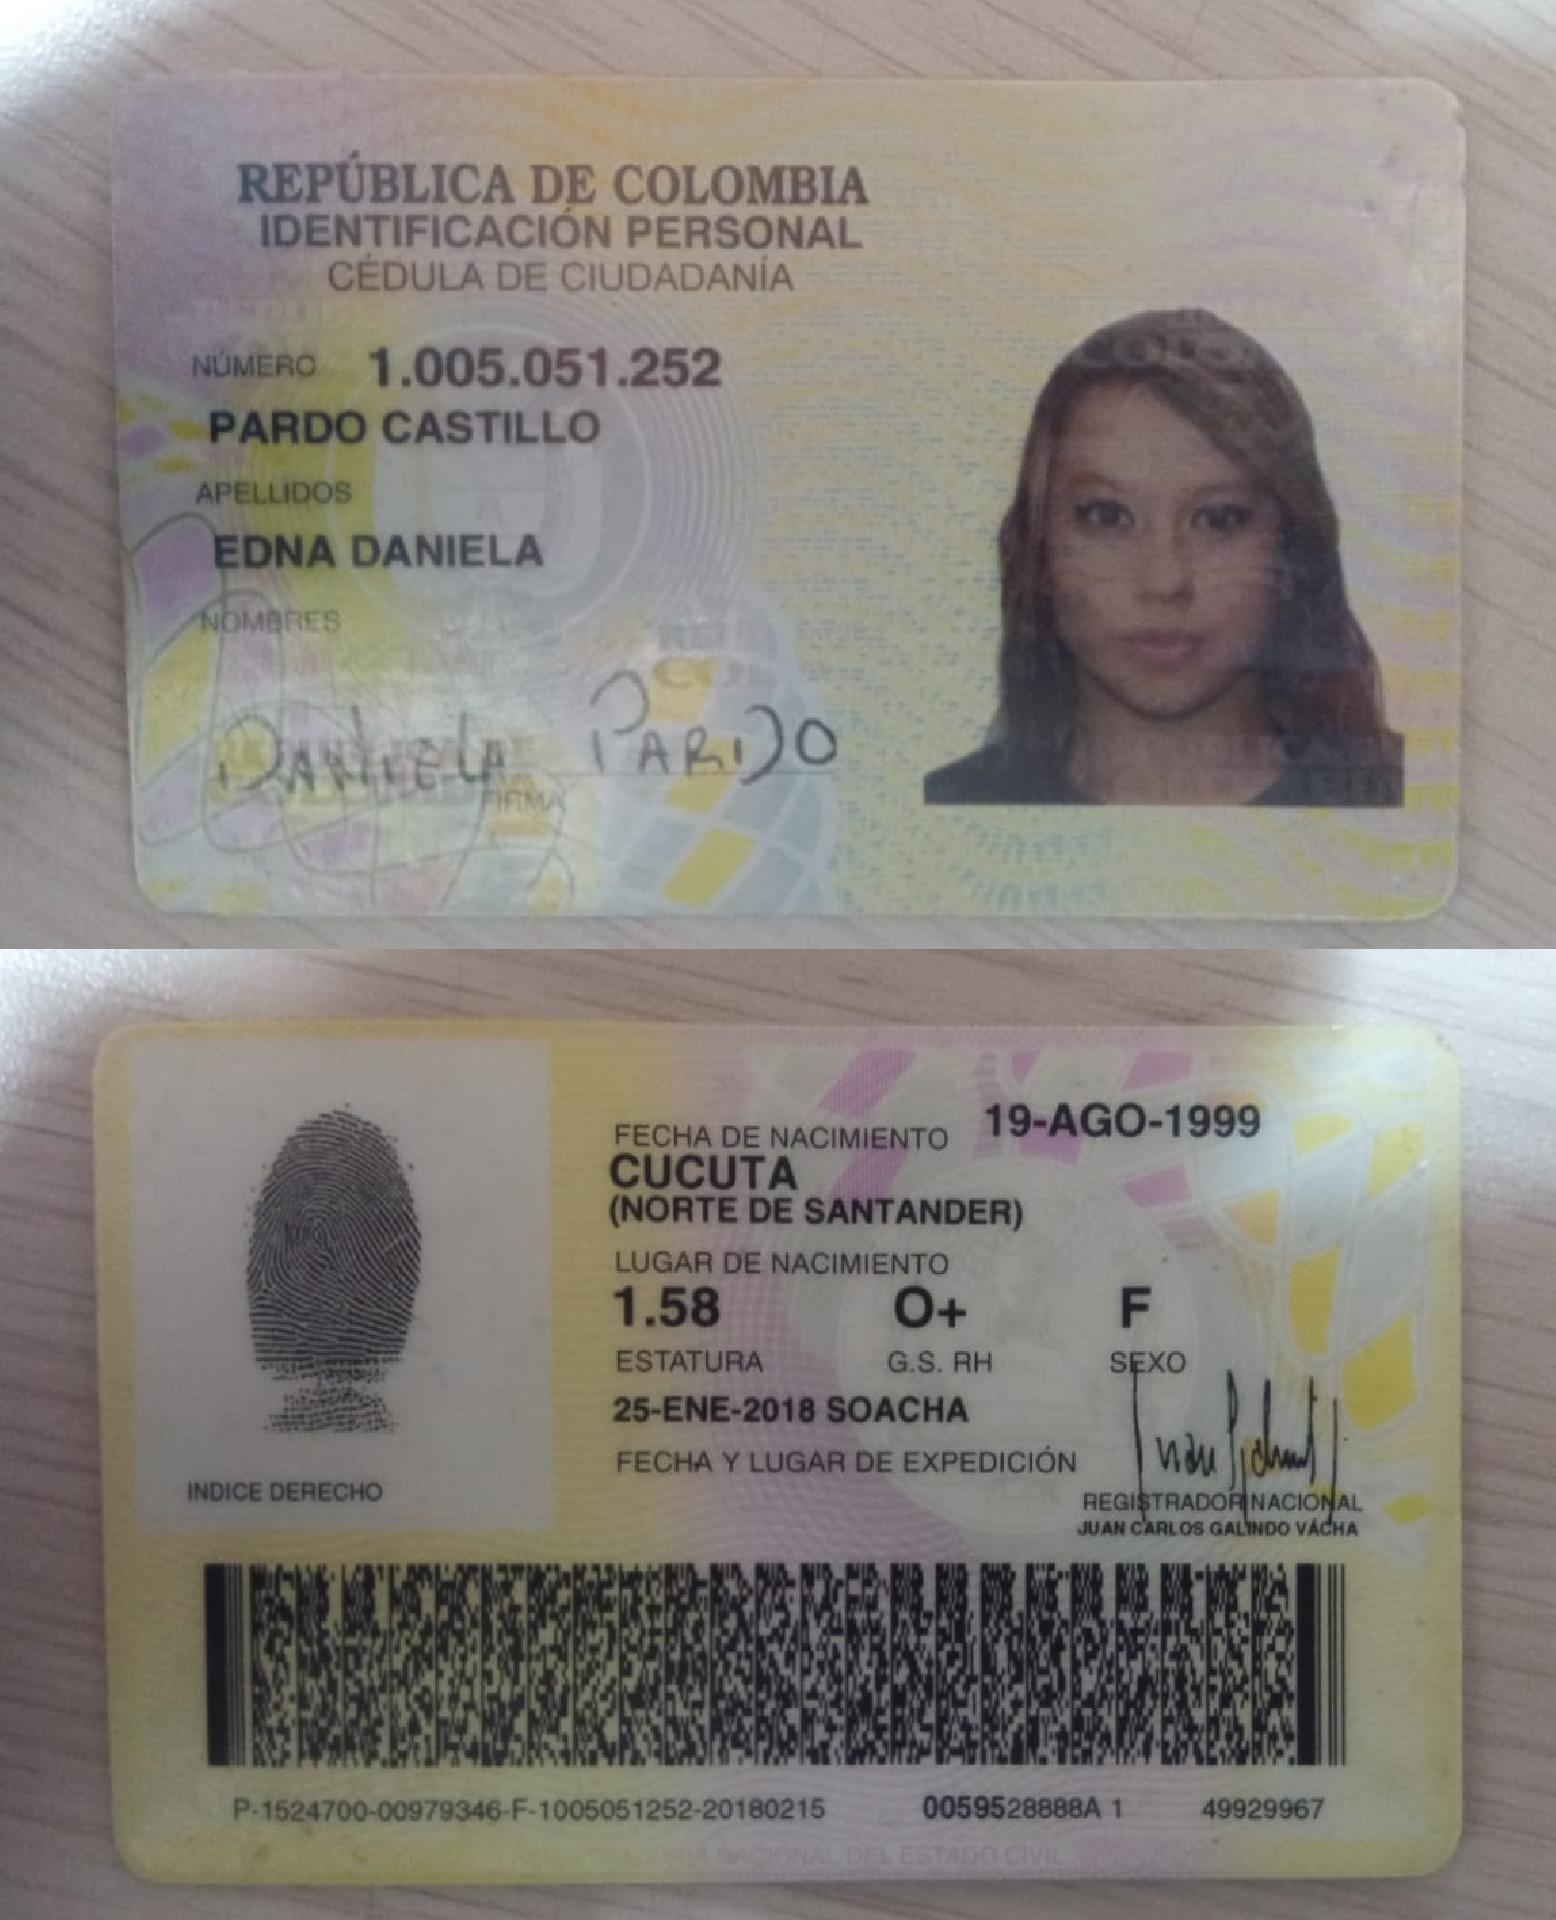 REPÚBLICA DE COLOMBIA
IDENTIFICACIÓN PERSONAL
CÉDULA DE CIUDADANÍA
NÚMERO 1.005.051.252
PARDO CASTILLO
APELLIDOS
EDNA DANIELA
NOMBRES
DANIELA PARDO
FIRMA
19-AGO-1999
FECHA DE NACIMIENTO
CUCUTA
(NORTE DE SANTANDER)
LUGAR DE NACIMIENTO
1.58 O+ F
ESTATURA G.S. RH SEXO
25-ENE-2018 SOACHA
FECHA Y LUGAR DE EXPEDICIÓN
INDICE DERECHO
REGISTRADOR NACIONAL
JUAN CARLOS GALINDO VÁCHA
P-1524700-00979346-F-1005051252-20180215 0059528888A 1 49929967
REGISTRADURIA NACIONAL DEL ESTADO CIVIL